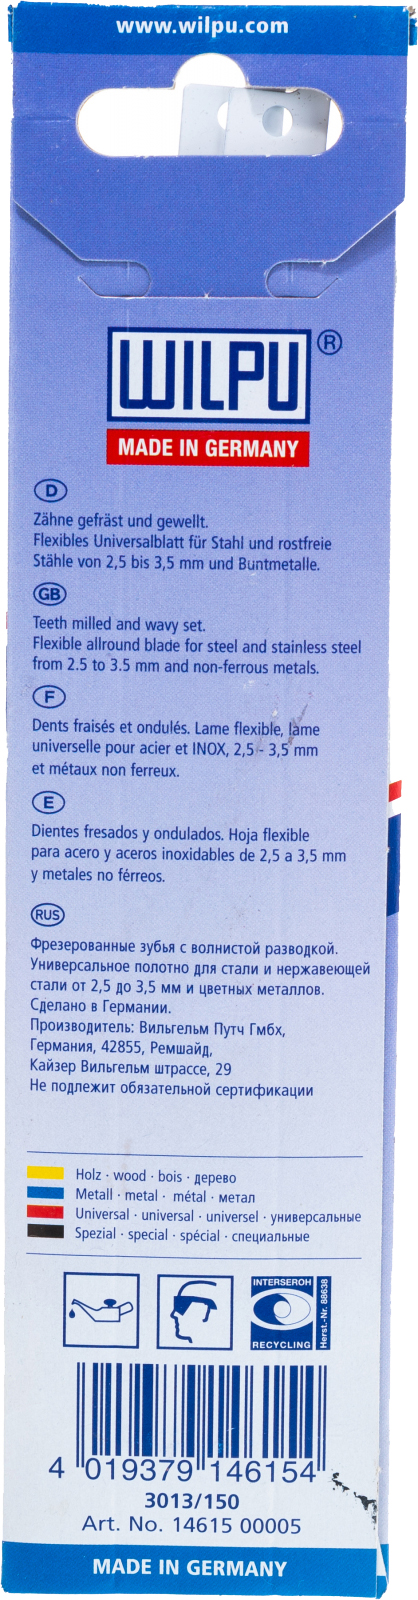 www.wilpu.com
WILPU ®
MADE IN GERMANY
D
Zähne gefräst und gewellt.
Flexibles Universalblatt für Stahl und rostfreie
Stähle von 2,5 bis 3,5 mm und Buntmetalle.
GB
Teeth milled and wavy set.
Flexible allround blade for steel and stainless steel
from 2.5 to 3.5 mm and non-ferrous metals.
F
Dents fraisés et ondulés. Lame flexible, lame
universelle pour acier et INOX, 2,5 - 3,5 mm
et métaux non ferreux.
E
Dientes fresados y ondulados. Hoja flexible
para acero y aceros inoxidables de 2,5 a 3,5 mm
y metales no férreos.
RUS
Фрезерованные зубья с волнистой разводкой.
Универсальное полотно для стали и нержавеющей
стали от 2,5 до 3,5 мм и цветных металлов.
Сделано в Германии.
Производитель: Вильгельм Путч Гмбх,
Германия, 42855, Ремшайд,
Кайзер Вильгельм штрассе, 29
Не подлежит обязательной сертификации
Holz · wood · bois · дерево
Metall · metal · métal · метал
Universal · universal · universel · универсальные
Spezial · special · spécial · специальные
INTERSEROH
RECYCLING
Herst.-Nr. 88638
4 019379 146154
3013/150
Art. No. 14615 00005
MADE IN GERMANY